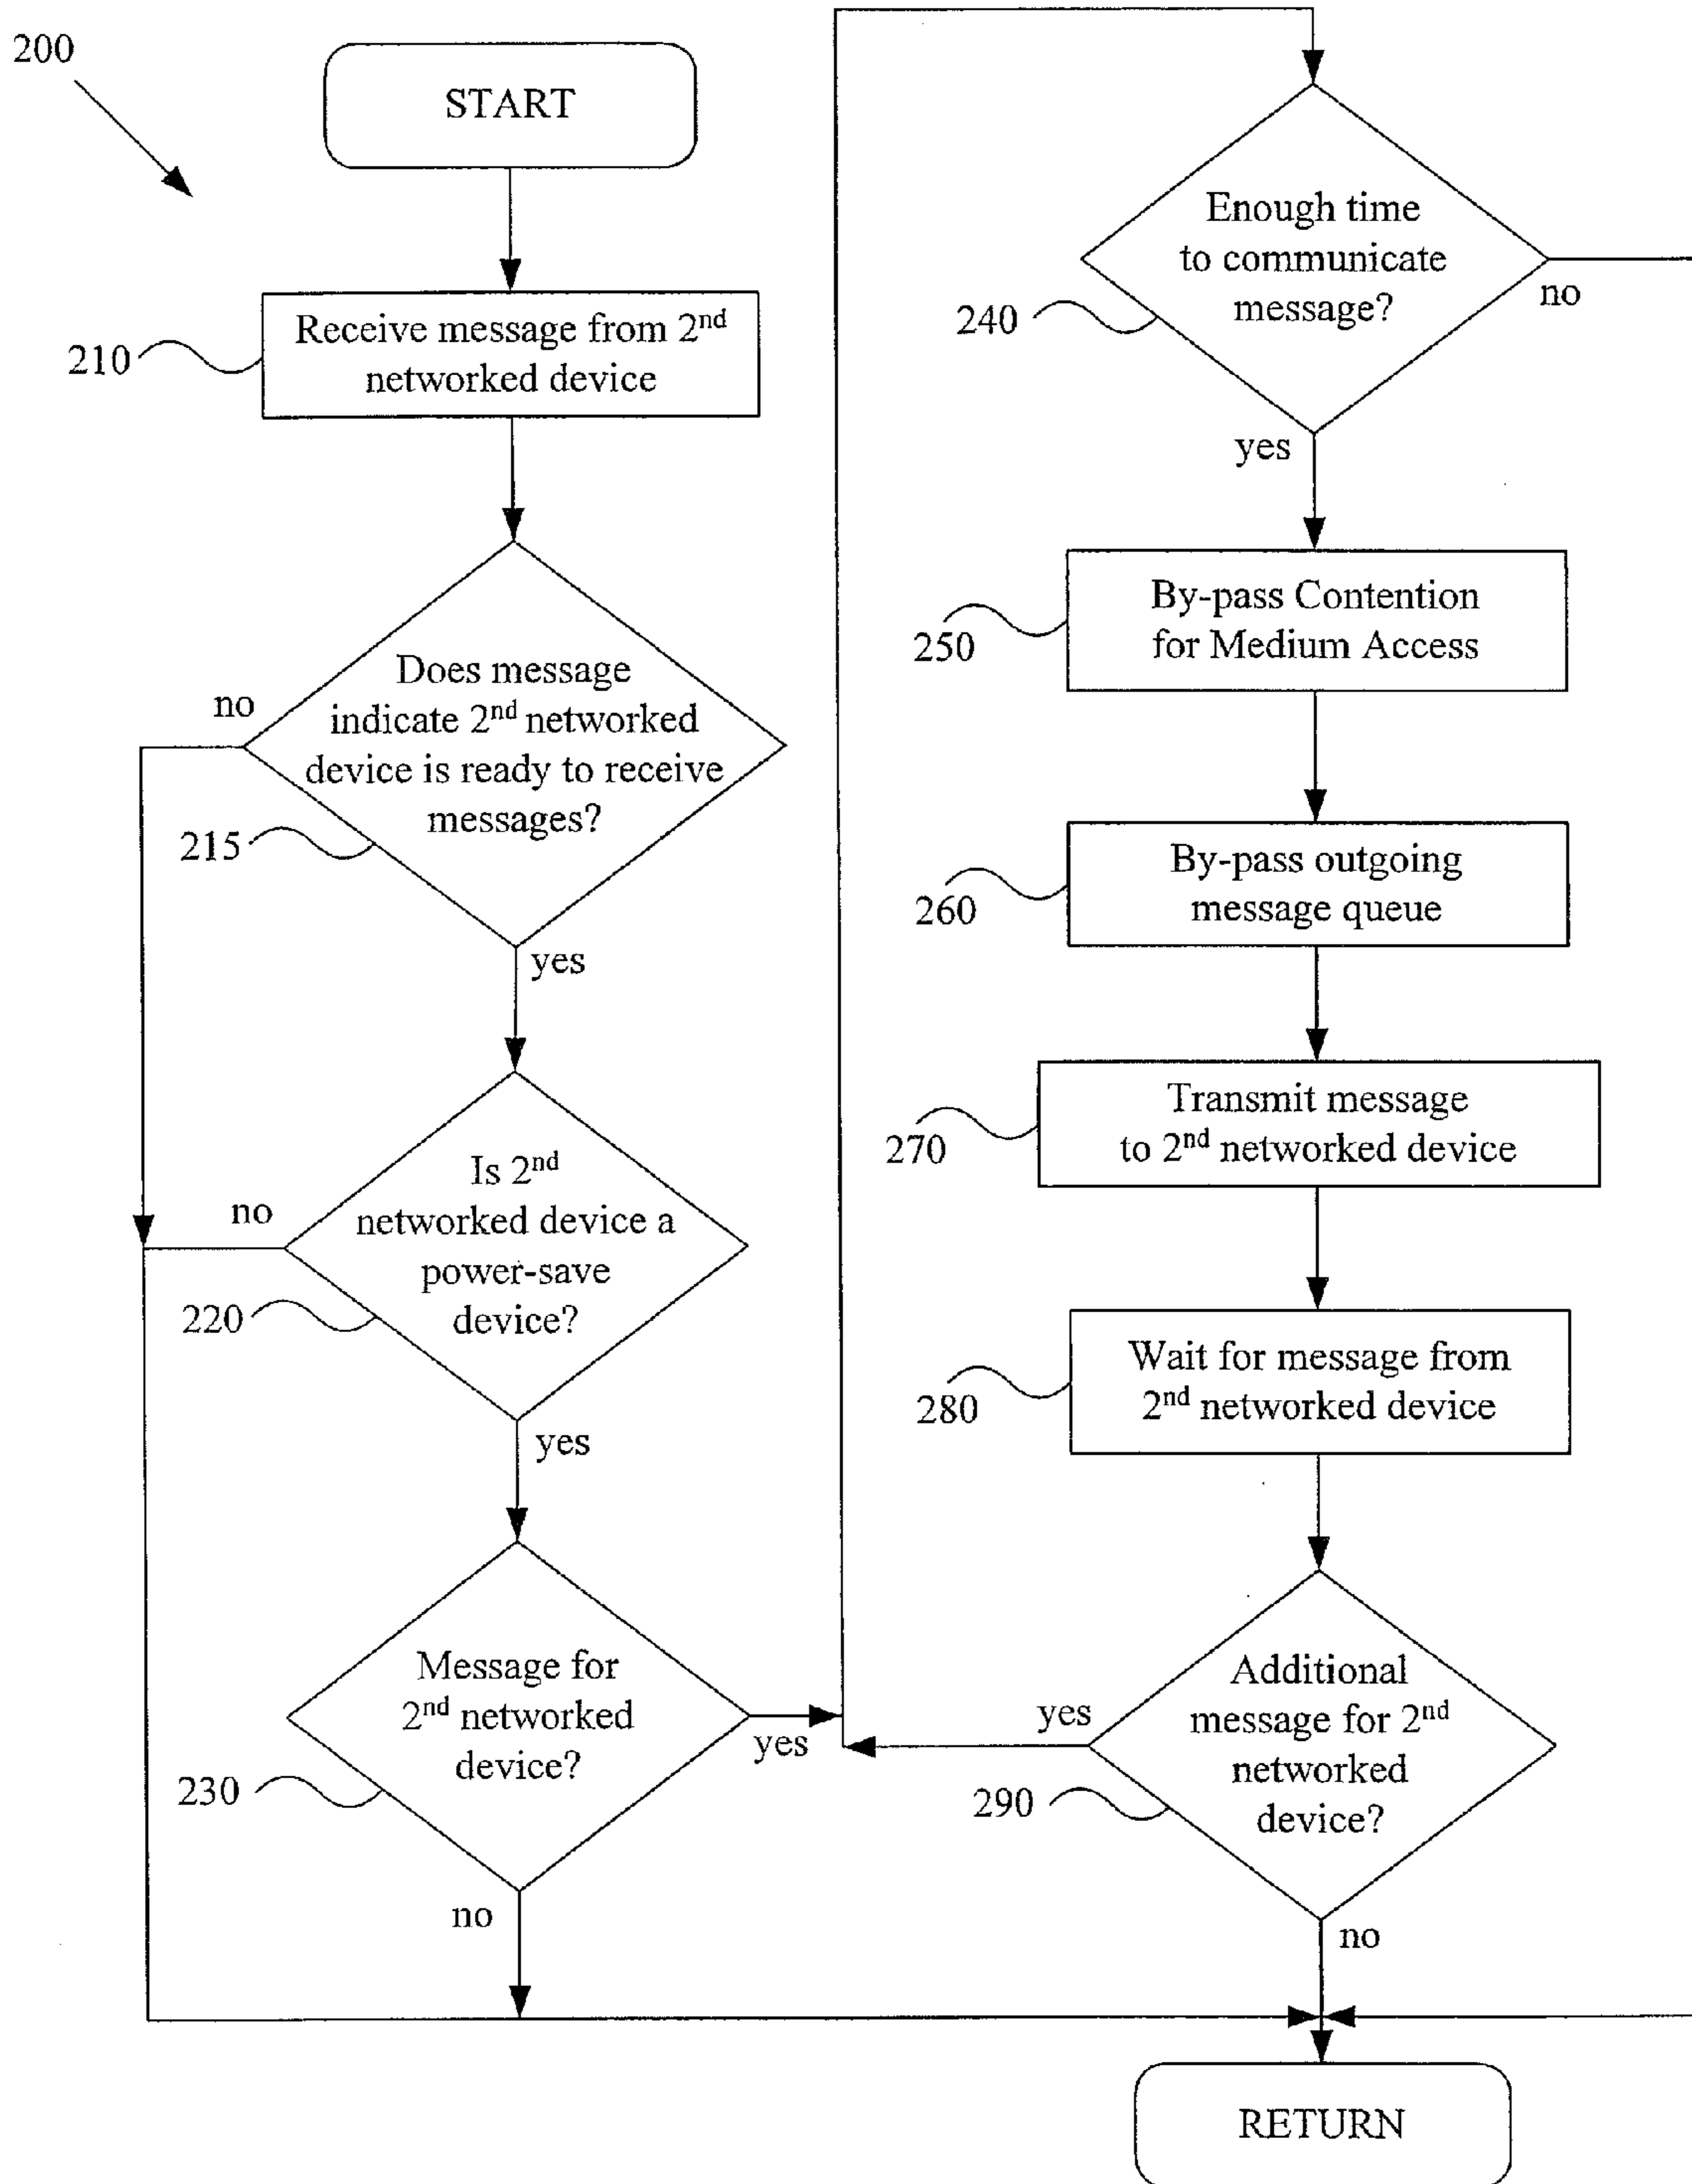 200
START
210
Receive message from 2nd
networked device
no
Does message
indicate 2nd networked
device is ready to receive
messages?
215
yes
no
Is 2nd
networked device a
power-save
device?
220
yes
Message for
2nd networked
device?
230
yes
no
Enough time
to communicate
message?
240
no
yes
By-pass Contention
for Medium Access
250
By-pass outgoing
message queue
260
Transmit message
to 2nd networked device
270
Wait for message from
2nd networked device
280
yes
Additional
message for 2nd
networked
device?
290
no
RETURN